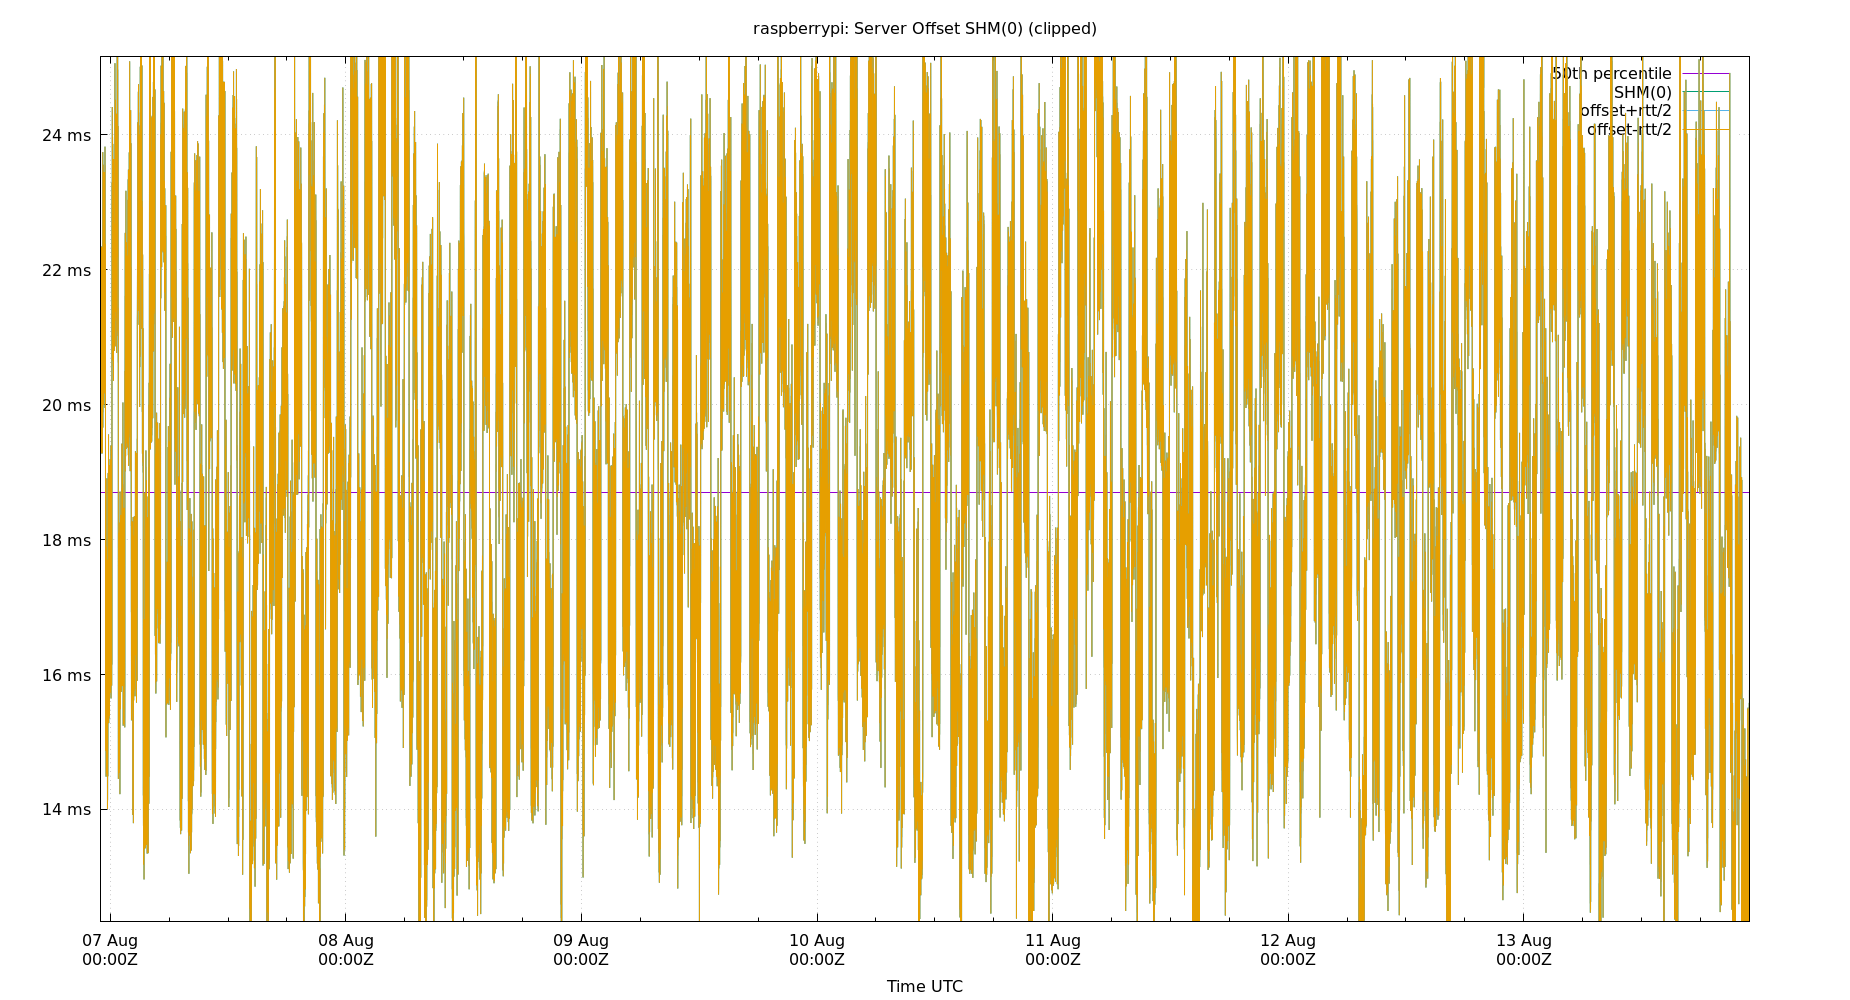 raspberrypi: Server Offset SHM(0) (clipped)
50th percentile
SHM(0)
offset+rtt/2
offset-rtt/2
24 ms
22 ms
20 ms
18 ms
16 ms
14 ms
07 Aug 08 Aug 09 Aug 10 Aug 11 Aug 12 Aug 13 Aug
00:00Z 00:00Z 00:00Z 00:00Z 00:00Z 00:00Z 00:00Z
Time UTC